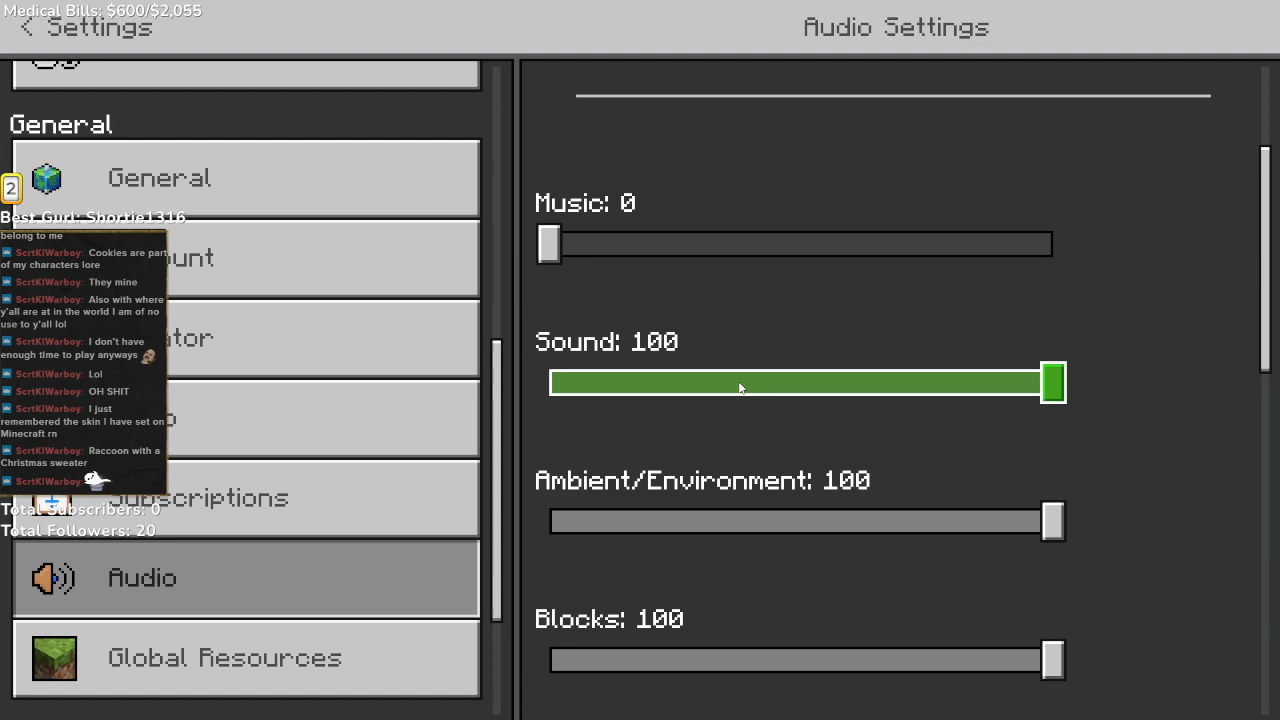 Medical Bills: $600/$2,055
Settings
Audio Settings
General
General
2
Best Gurl: Shortie1316
belong to me
ScrtKlWarboy: Cookies are part
of my characters lore
ScrtKlWarboy: They mine
ScrtKlWarboy: Also with where
y'all are at in the world I am of no
use to y'all lol
ScrtKlWarboy: I don't have
enough time to play anyways
ScrtKlWarboy: Lol
ScrtKlWarboy: OH SHIT
ScrtKlWarboy: I just
remembered the skin I have set on
Minecraft rn
ScrtKlWarboy: Raccoon with a
Christmas sweater
ScrtKlWarboy:
Subscriptions
Total Subscribers: 0
Total Followers: 20
Audio
Global Resources
Music: 0
Sound: 100
Ambient/Environment: 100
Blocks: 100